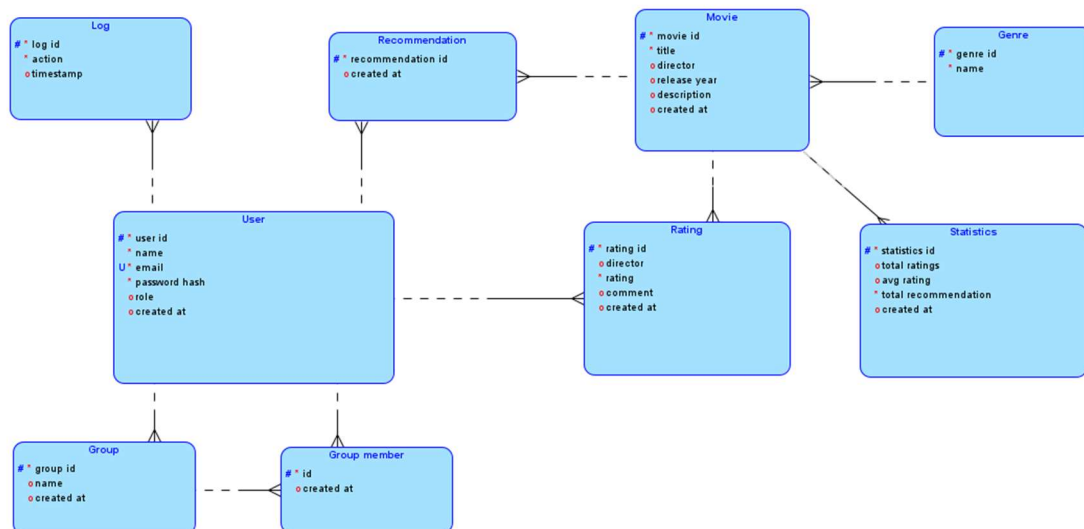 Log
# * log id
* action
o timestamp
Recommendation
# * recommendation id
o created at
Movie
# * movie id
* title
o director
o release year
o description
o created at
Genre
# * genre id
* name
User
# * user id
* name
U * email
* password hash
o role
o created at
Rating
# * rating id
o director
* rating
o comment
o created at
Statistics
# * statistics id
o total ratings
o avg rating
* total recommendation
o created at
Group
# * group id
o name
o created at
Group member
# * id
o created at